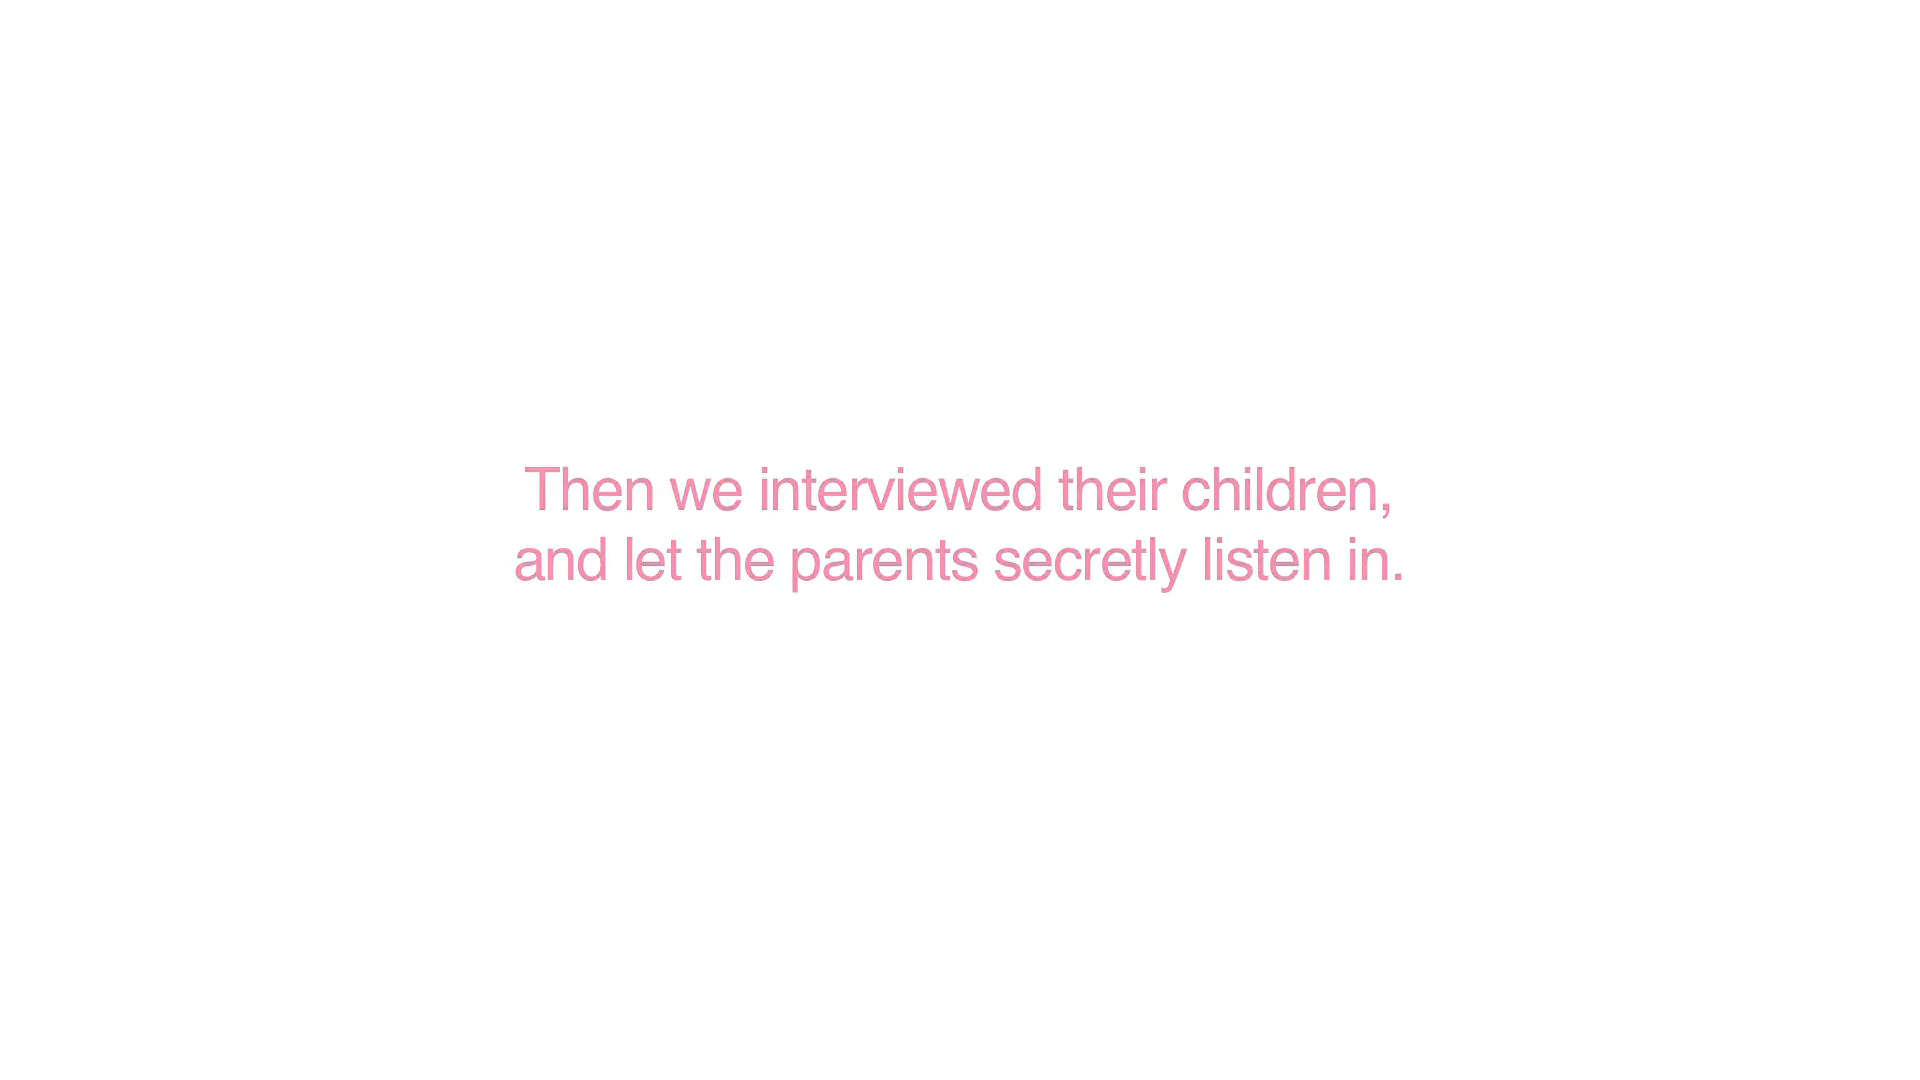 Then we interviewed their children,
and let the parents secretly listen in.